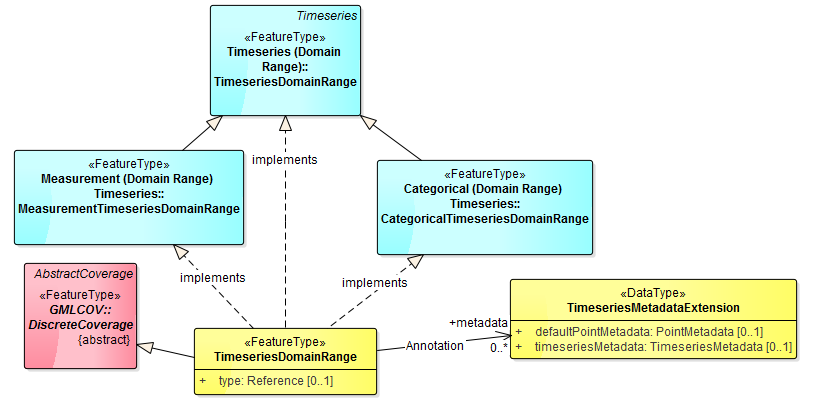 Timeseries
«FeatureType»
Timeseries (Domain
Range)::
TimeseriesDomainRange
implements
«FeatureType»
Measurement (Domain Range)
Timeseries::
MeasurementTimeseriesDomainRange
«FeatureType»
Categorical (Domain Range)
Timeseries::
CategoricalTimeseriesDomainRange
implements
implements
AbstractCoverage
«FeatureType»
GMLCOV::
DiscreteCoverage
{abstract}
«FeatureType»
TimeseriesDomainRange
+ type: Reference [0..1]
+metadata
Annotation
0..*
«DataType»
TimeseriesMetadataExtension
+ defaultPointMetadata: PointMetadata [0..1]
+ timeseriesMetadata: TimeseriesMetadata [0..1]